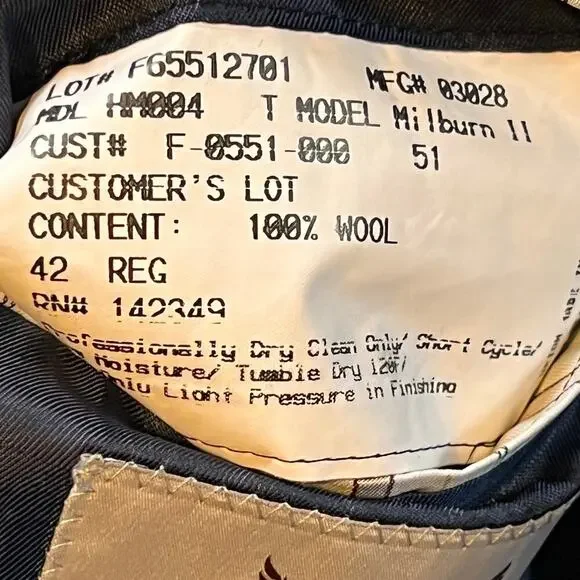 LOT# F65512701 MFG# 03028
MDL HM004 T MODEL Milburn II
CUST# F-0551-000 51
CUSTOMER'S LOT
CONTENT: 100% WOOL
42 REG
RN# 142349
Professionally Dry Clean Only/ Short Cycle/
Moisture/ Tumble Dry 120F/
Light Pressure in Finishing